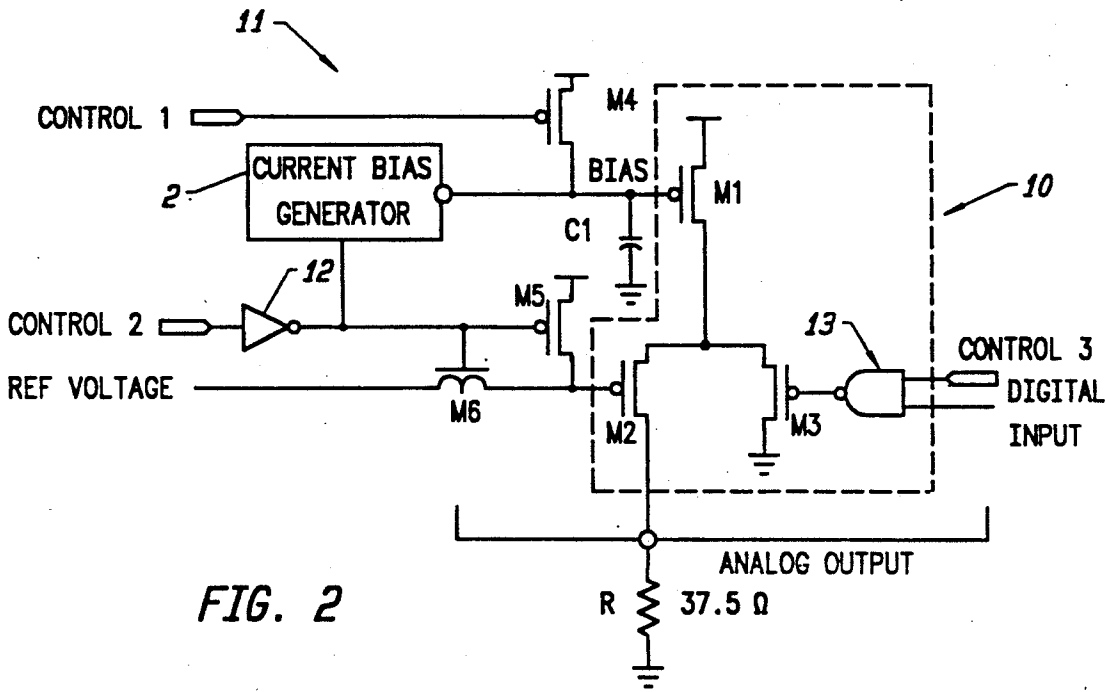 11
CONTROL 1
M4
CURRENT BIAS
GENERATOR
2
BIAS
M1
10
C1
12
M5
CONTROL 2
13
CONTROL 3
REF VOLTAGE
DIGITAL
INPUT
M6
M2
M3
ANALOG OUTPUT
FIG. 2
R 37.5 Ω